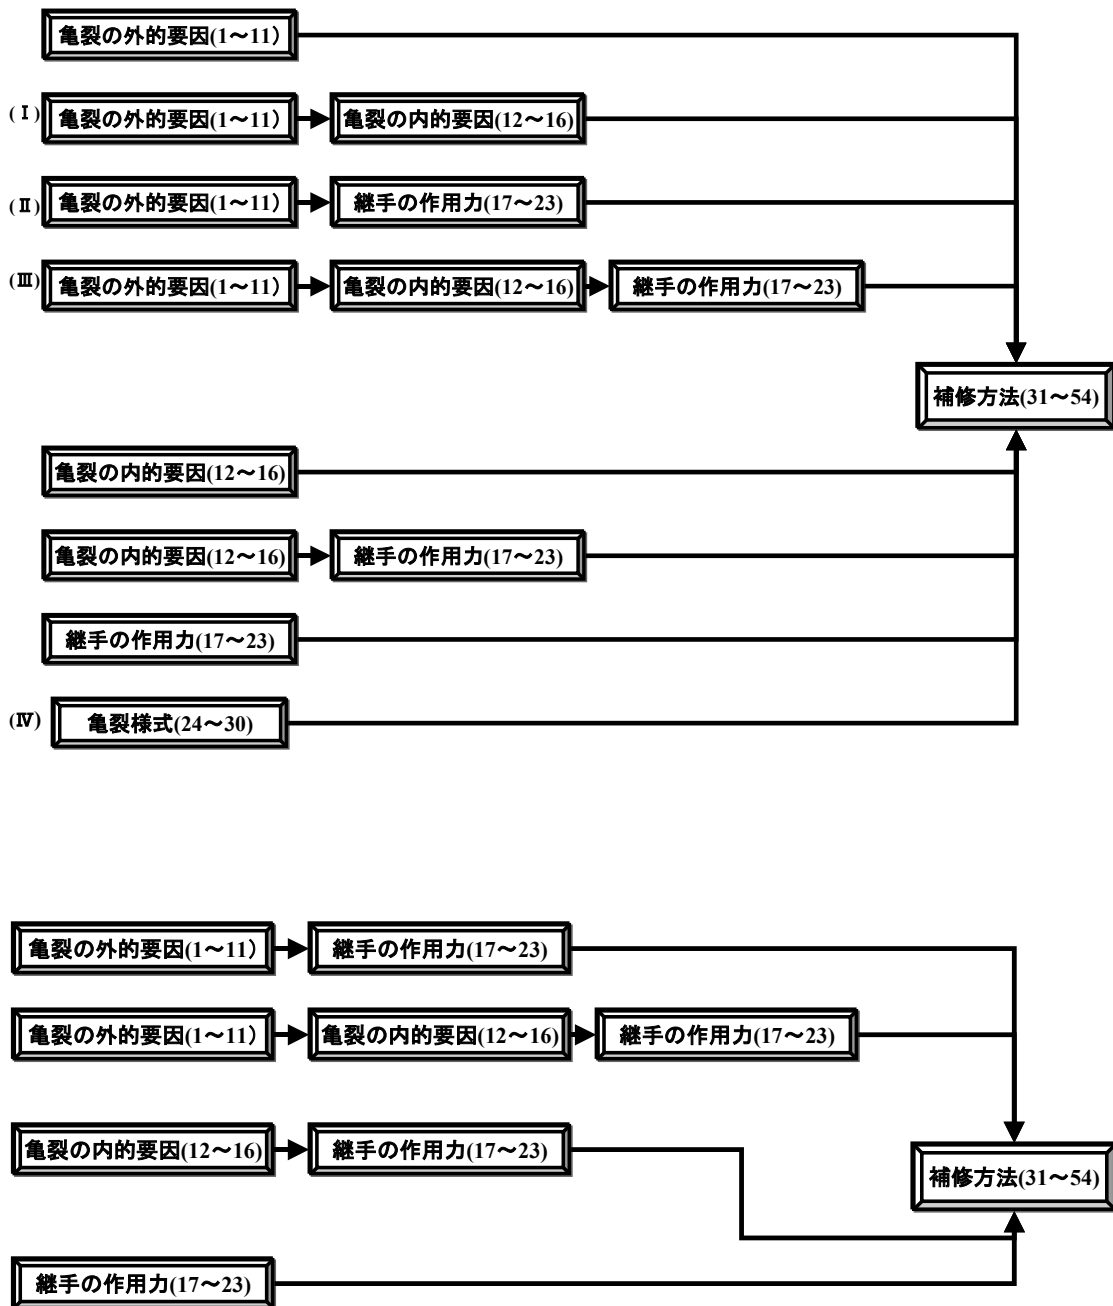 亀裂の外的要因(1～11)
(Ⅰ) 亀裂の外的要因(1～11) 亀裂の内的要因(12～16)
(Ⅱ) 亀裂の外的要因(1～11) 継手の作用力(17～23)
(Ⅲ) 亀裂の外的要因(1～11) 亀裂の内的要因(12～16) 継手の作用力(17～23)
補修方法(31～54)
亀裂の内的要因(12～16)
亀裂の内的要因(12～16) 継手の作用力(17～23)
継手の作用力(17～23)
(Ⅳ) 亀裂様式(24～30)
亀裂の外的要因(1～11) 継手の作用力(17～23)
亀裂の外的要因(1～11) 亀裂の内的要因(12～16) 継手の作用力(17～23)
亀裂の内的要因(12～16) 継手の作用力(17～23)
補修方法(31～54)
継手の作用力(17～23)